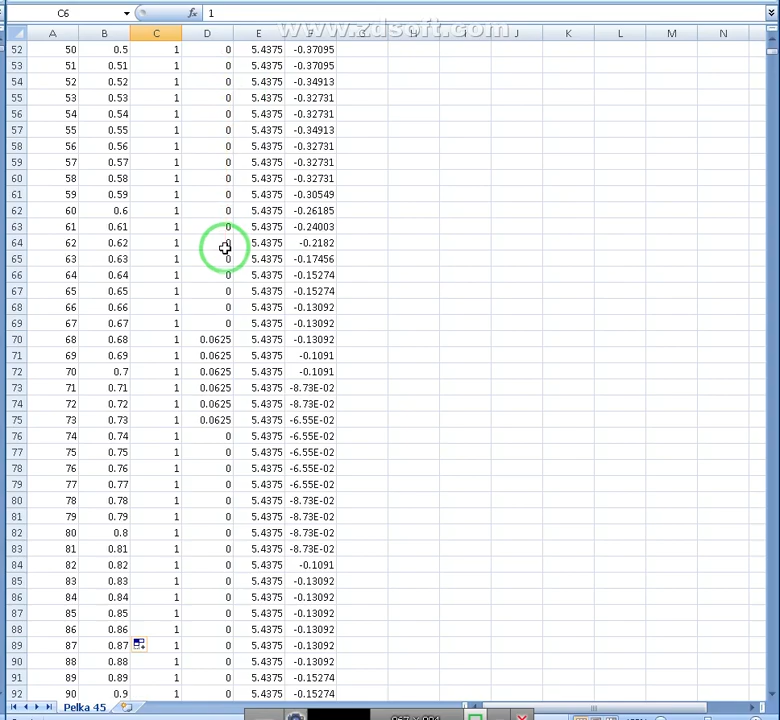 C6 fx 1
www.zdsoft.com
A B C D E F G H I J K L M N
52 50 0.5 1 0 5.4375 -0.37095
53 51 0.51 1 0 5.4375 -0.37095
54 52 0.52 1 0 5.4375 -0.34913
55 53 0.53 1 0 5.4375 -0.32731
56 54 0.54 1 0 5.4375 -0.32731
57 55 0.55 1 0 5.4375 -0.34913
58 56 0.56 1 0 5.4375 -0.32731
59 57 0.57 1 0 5.4375 -0.32731
60 58 0.58 1 0 5.4375 -0.32731
61 59 0.59 1 0 5.4375 -0.30549
62 60 0.6 1 0 5.4375 -0.26185
63 61 0.61 1 0 5.4375 -0.24003
64 62 0.62 1 0 5.4375 -0.2182
65 63 0.63 1 0 5.4375 -0.17456
66 64 0.64 1 0 5.4375 -0.15274
67 65 0.65 1 0 5.4375 -0.15274
68 66 0.66 1 0 5.4375 -0.13092
69 67 0.67 1 0 5.4375 -0.13092
70 68 0.68 1 0.0625 5.4375 -0.13092
71 69 0.69 1 0.0625 5.4375 -0.1091
72 70 0.7 1 0.0625 5.4375 -0.1091
73 71 0.71 1 0.0625 5.4375 -8.73E-02
74 72 0.72 1 0.0625 5.4375 -8.73E-02
75 73 0.73 1 0.0625 5.4375 -6.55E-02
76 74 0.74 1 0 5.4375 -6.55E-02
77 75 0.75 1 0 5.4375 -6.55E-02
78 76 0.76 1 0 5.4375 -6.55E-02
79 77 0.77 1 0 5.4375 -6.55E-02
80 78 0.78 1 0 5.4375 -8.73E-02
81 79 0.79 1 0 5.4375 -8.73E-02
82 80 0.8 1 0 5.4375 -8.73E-02
83 81 0.81 1 0 5.4375 -8.73E-02
84 82 0.82 1 0 5.4375 -0.1091
85 83 0.83 1 0 5.4375 -0.13092
86 84 0.84 1 0 5.4375 -0.13092
87 85 0.85 1 0 5.4375 -0.13092
88 86 0.86 1 0 5.4375 -0.13092
89 87 0.87 1 0 5.4375 -0.13092
90 88 0.88 1 0 5.4375 -0.13092
91 89 0.89 1 0 5.4375 -0.15274
92 90 0.9 1 0 5.4375 -0.15274
Pelka 45